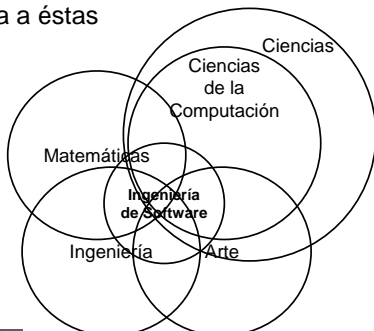 a a éstas
Ciencias
Ciencias
de la
Computación
Matemáticas
Ingeniería
de Software
Ingeniería
Arte